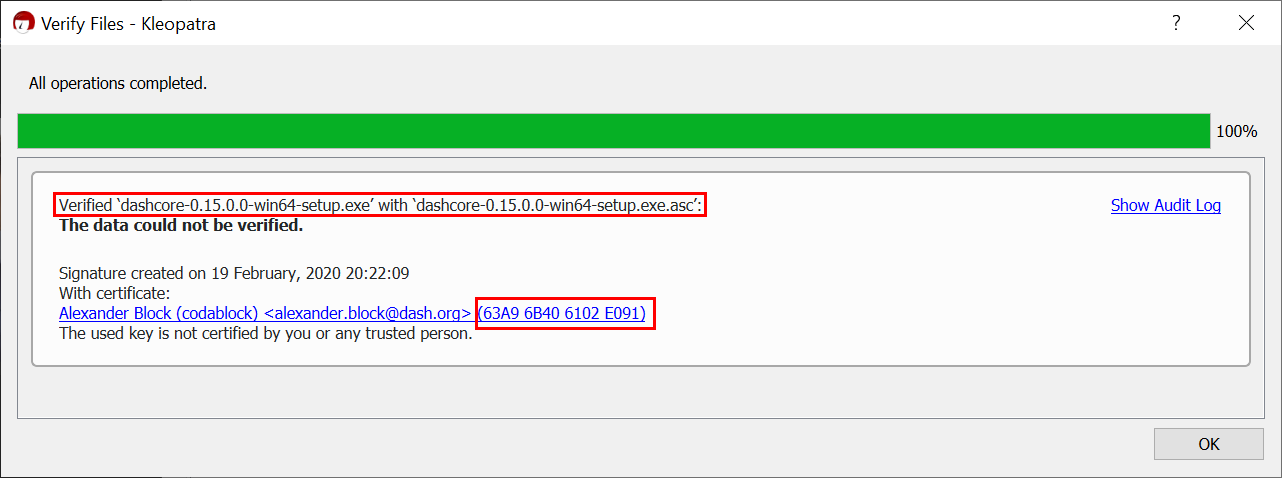 Verify Files - Kleopatra
?
All operations completed.
100%
Verified ‘dashcore-0.15.0.0-win64-setup.exe’ with ‘dashcore-0.15.0.0-win64-setup.exe.asc’:
Show Audit Log
The data could not be verified.
Signature created on 19 February, 2020 20:22:09
With certificate:
Alexander Block (codablock) <alexander.block@dash.org> (63A9 6B40 6102 E091)
The used key is not certified by you or any trusted person.
OK